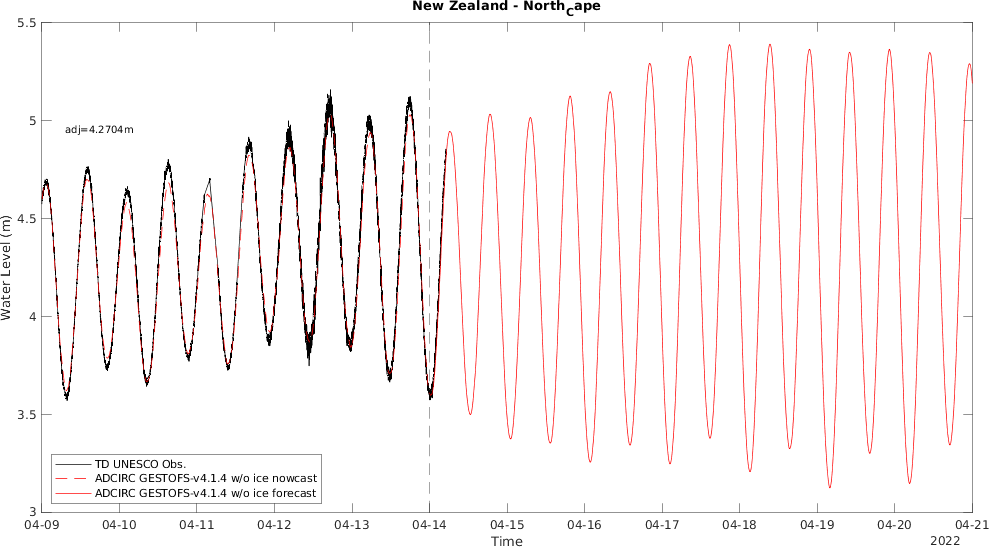 New Zealand - NorthCape
5.5
5
4.5
4
3.5
3
Water Level (m)
adj=4.2704m
TD UNESCO Obs.
ADCIRC GESTOFS-v4.1.4 w/o ice nowcast
ADCIRC GESTOFS-v4.1.4 w/o ice forecast
04-09 04-10 04-11 04-12 04-13 04-14 04-15 04-16 04-17 04-18 04-19 04-20 04-21
Time
2022